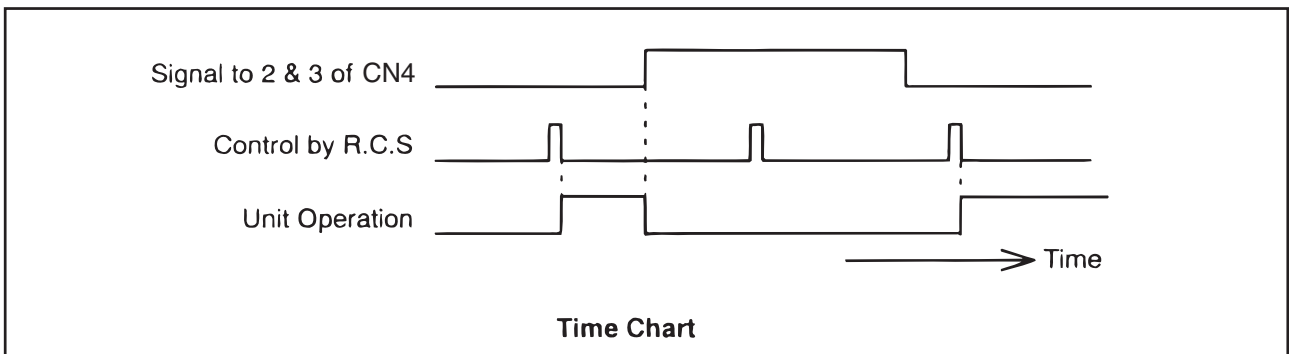 Signal to 2 & 3 of CN4
Control by R.C.S
Unit Operation
Time
Time Chart